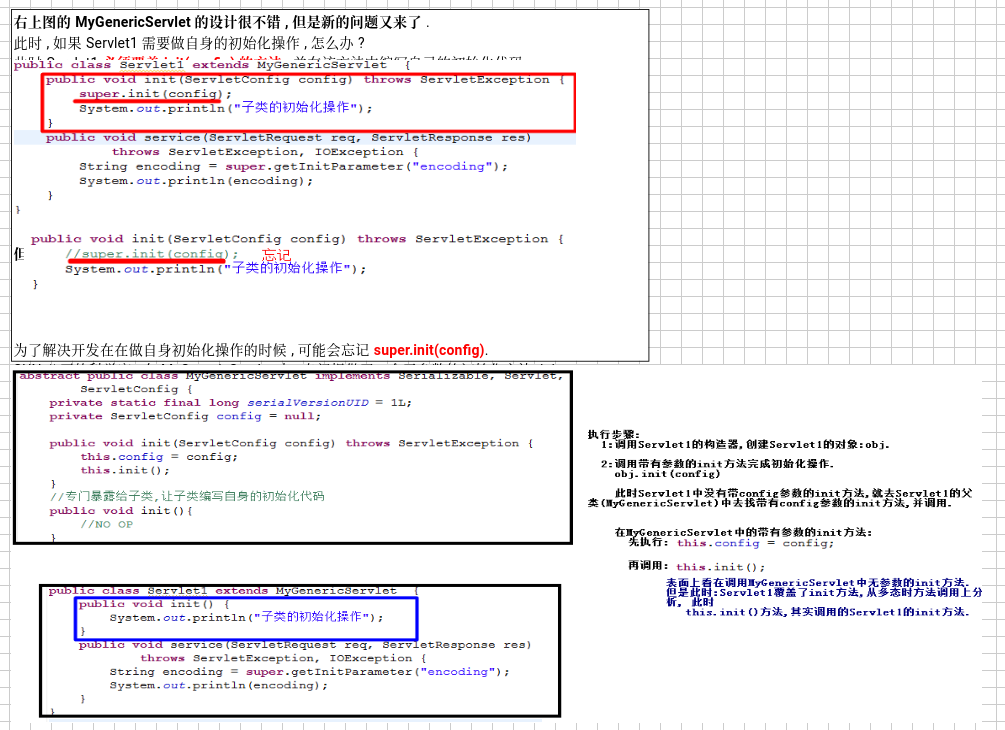 右上图的 MyGenericServlet 的设计很不错 , 但是新的问题又来了 .
此时 , 如果 Servlet1 需要做自身的初始化操作 , 怎么办 ?
public class Servlet1 extends MyGenericServlet {
public void init(ServletConfig config) throws ServletException {
super.init(config);
System.out.println("子类的初始化操作");
}
public void service(ServletRequest req, ServletResponse res)
throws ServletException, IOException {
String encoding = super.getInitParameter("encoding");
System.out.println(encoding);
}
}
public void init(ServletConfig config) throws ServletException {
但 //super.init(config); 忘记
System.out.println("子类的初始化操作");
}
为了解决开发在在做自身初始化操作的时候 , 可能会忘记 super.init(config).
abstract public class MyGenericServlet implements Serializable, Servlet,
ServletConfig {
private static final long serialVersionUID = 1L;
private ServletConfig config = null;
public void init(ServletConfig config) throws ServletException {
this.config = config;
this.init();
}
//专门暴露给子类,让子类编写自身的初始化代码
public void init(){
//NO OP
}
public class Servlet1 extends MyGenericServlet {
public void init() {
System.out.println("子类的初始化操作");
}
public void service(ServletRequest req, ServletResponse res)
throws ServletException, IOException {
String encoding = super.getInitParameter("encoding");
System.out.println(encoding);
}
}
执行步骤:
1:调用Servlet1的构造器,创建Servlet1的对象:obj.
2:调用带有参数的init方法完成初始化操作.
obj.init(config)
此时Servlet1中没有带config参数的init方法,就去Servlet1的父
类(MyGenericServlet)中去找带有config参数的init方法,并调用.
在MyGenericServlet中的带有参数的init方法:
先执行: this.config = config;
再调用: this.init();
表面上看在调用MyGenericServlet中无参数的init方法.
但是此时:Servlet1覆盖了init方法,从多态时方法调用上分
析, 此时
this.init()方法,其实调用的Servlet1的init方法.